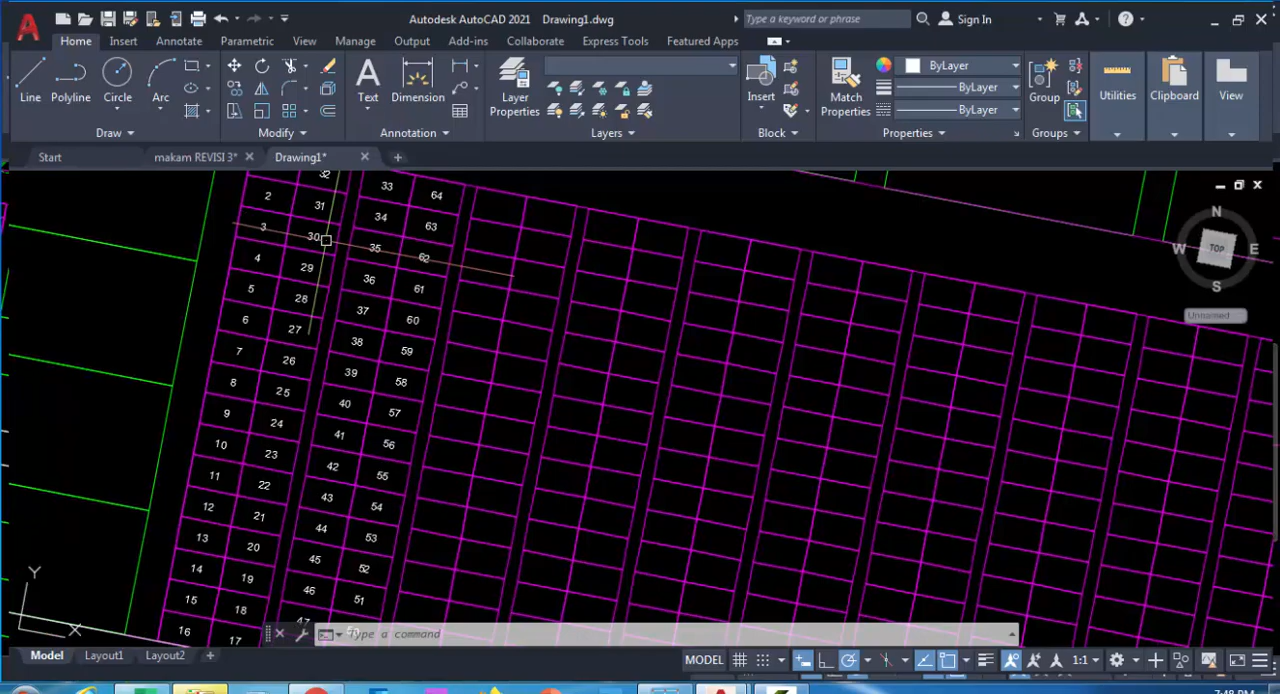 Autodesk AutoCAD 2021 Drawing1.dwg
Type a keyword or phrase
Sign In
Home Insert Annotate Parametric View Manage Output Add-ins Collaborate Express Tools Featured Apps
Line Polyline Circle Arc
Text Dimension
Layer Properties
Insert
Match Properties
ByLayer
ByLayer
ByLayer
Group Utilities Clipboard View
Draw Modify Annotation Layers Block Properties Groups
Start makam REVISI 3* Drawing1*
32 33 64
2 31 34 63
3 30 35 62
4 29 36 61
5 28 37 60
6 27 38 59
7 26 39 58
8 25 40 57
9 24 41 56
10 23 42 55
11 22 43 54
12 21 44 53
13 20 45 52
14 19 46 51
15 18 47
16 17
N
W TOP E
S
Unnamed
Y
X
Type a command
Model Layout1 Layout2
MODEL 1:1
7:48 PM